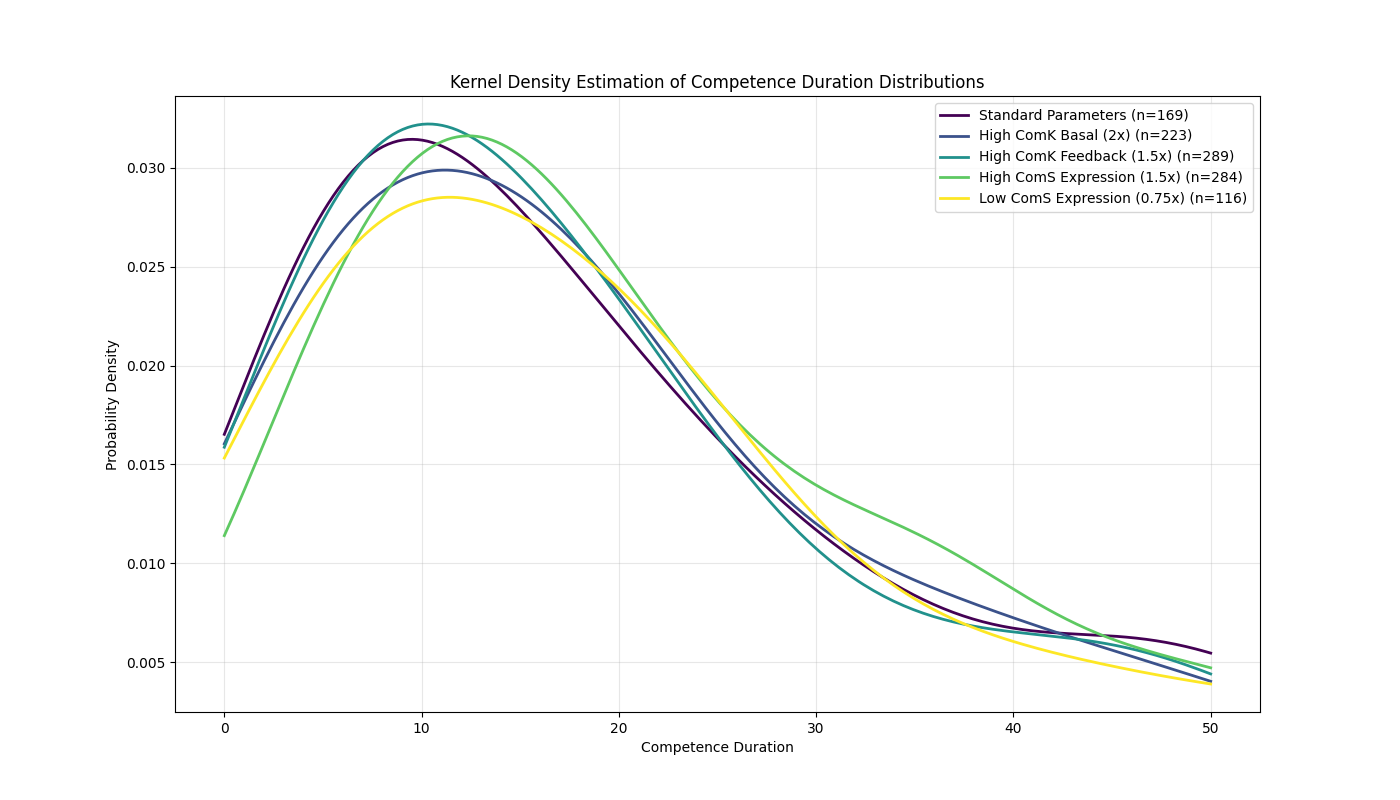 Kernel Density Estimation of Competence Duration Distributions
Standard Parameters (n=169)
High ComK Basal (2x) (n=223)
High ComK Feedback (1.5x) (n=289)
High ComS Expression (1.5x) (n=284)
Low ComS Expression (0.75x) (n=116)
Probability Density
0.030
0.025
0.020
0.015
0.010
0.005
0
10
20
30
40
50
Competence Duration